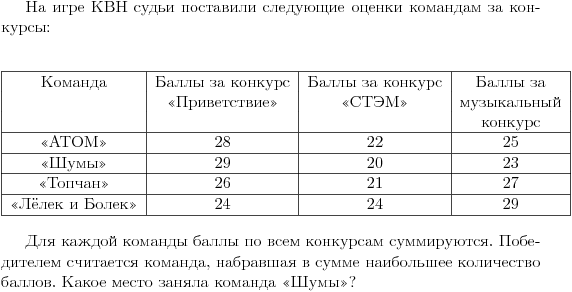 На игре КВН судьи поставили следующие оценки командам за кон-
курсы:
Команда Баллы за конкурс Баллы за конкурс Баллы за
«Приветствие» «СТЭМ» музыкальный
конкурс
«АТОМ» 28 22 25
«Шумы» 29 20 23
«Топчан» 26 21 27
«Лёлек и Болек» 24 24 29
Для каждой команды баллы по всем конкурсам суммируются. Побе-
дителем считается команда, набравшая в сумме наибольшее количество
баллов. Какое место заняла команда «Шумы»?